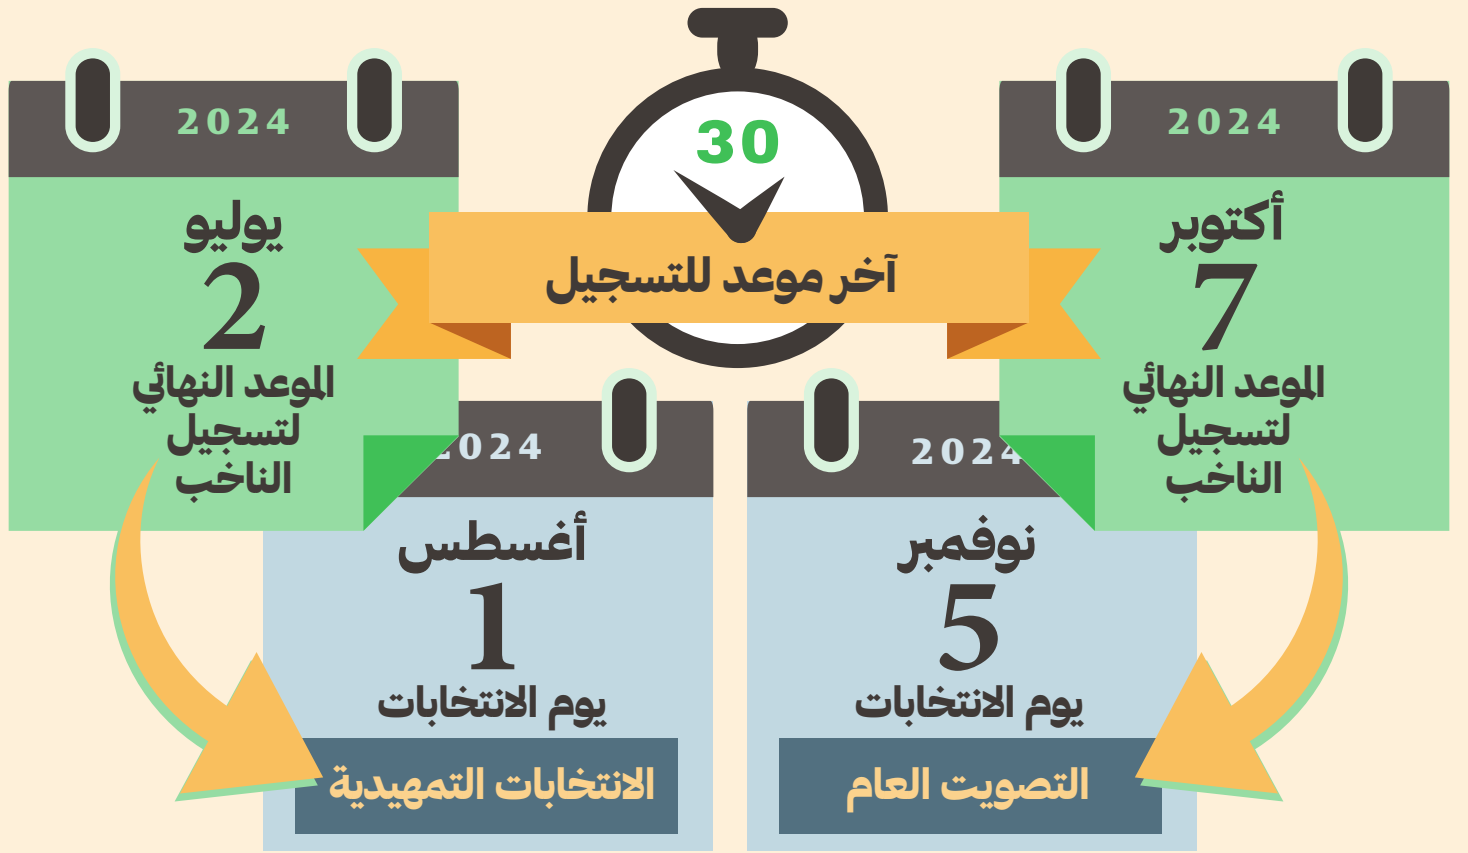 30
آخر موعد للتسجيل
2024
أكتوبر
7
الموعد النهائي
لتسجيل
الناخب
2024
يوليو
2
الموعد النهائي
لتسجيل
الناخب
2024
نوفمبر
5
يوم الانتخابات
التصويت العام
2024
أغسطس
1
يوم الانتخابات
الانتخابات التمهيدية